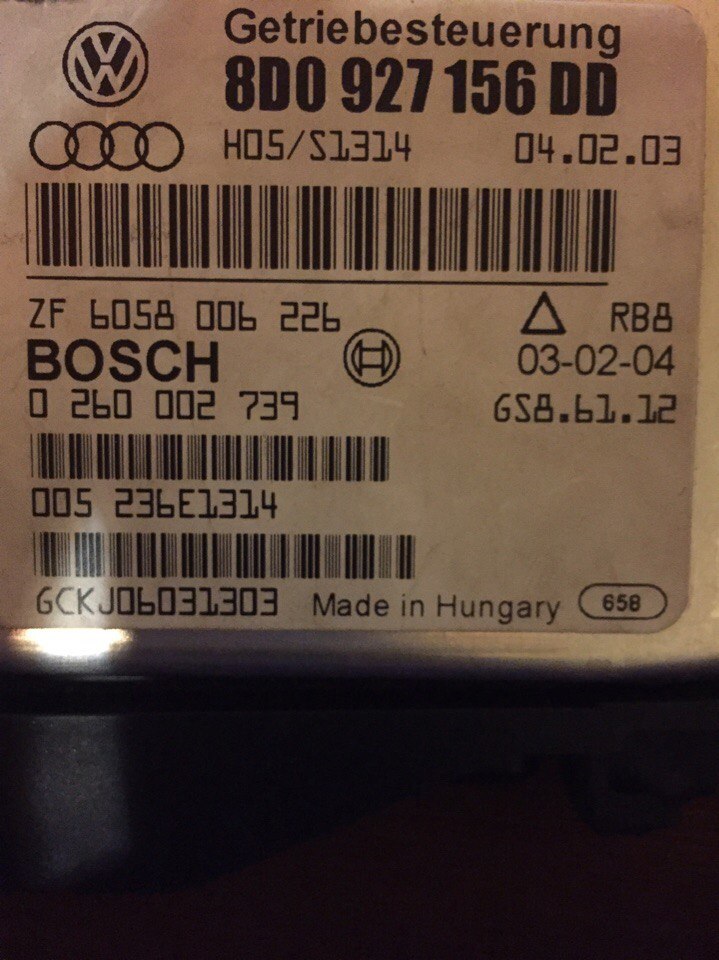 Getriebesteuerung
8D0 927 156 DD
H05/S1314 04.02.03
ZF 6058 006 226 RB8
BOSCH 03-02-04
0 260 002 739 GS8.61.12
005 236E1314
GCKJ06031303 Made in Hungary 658